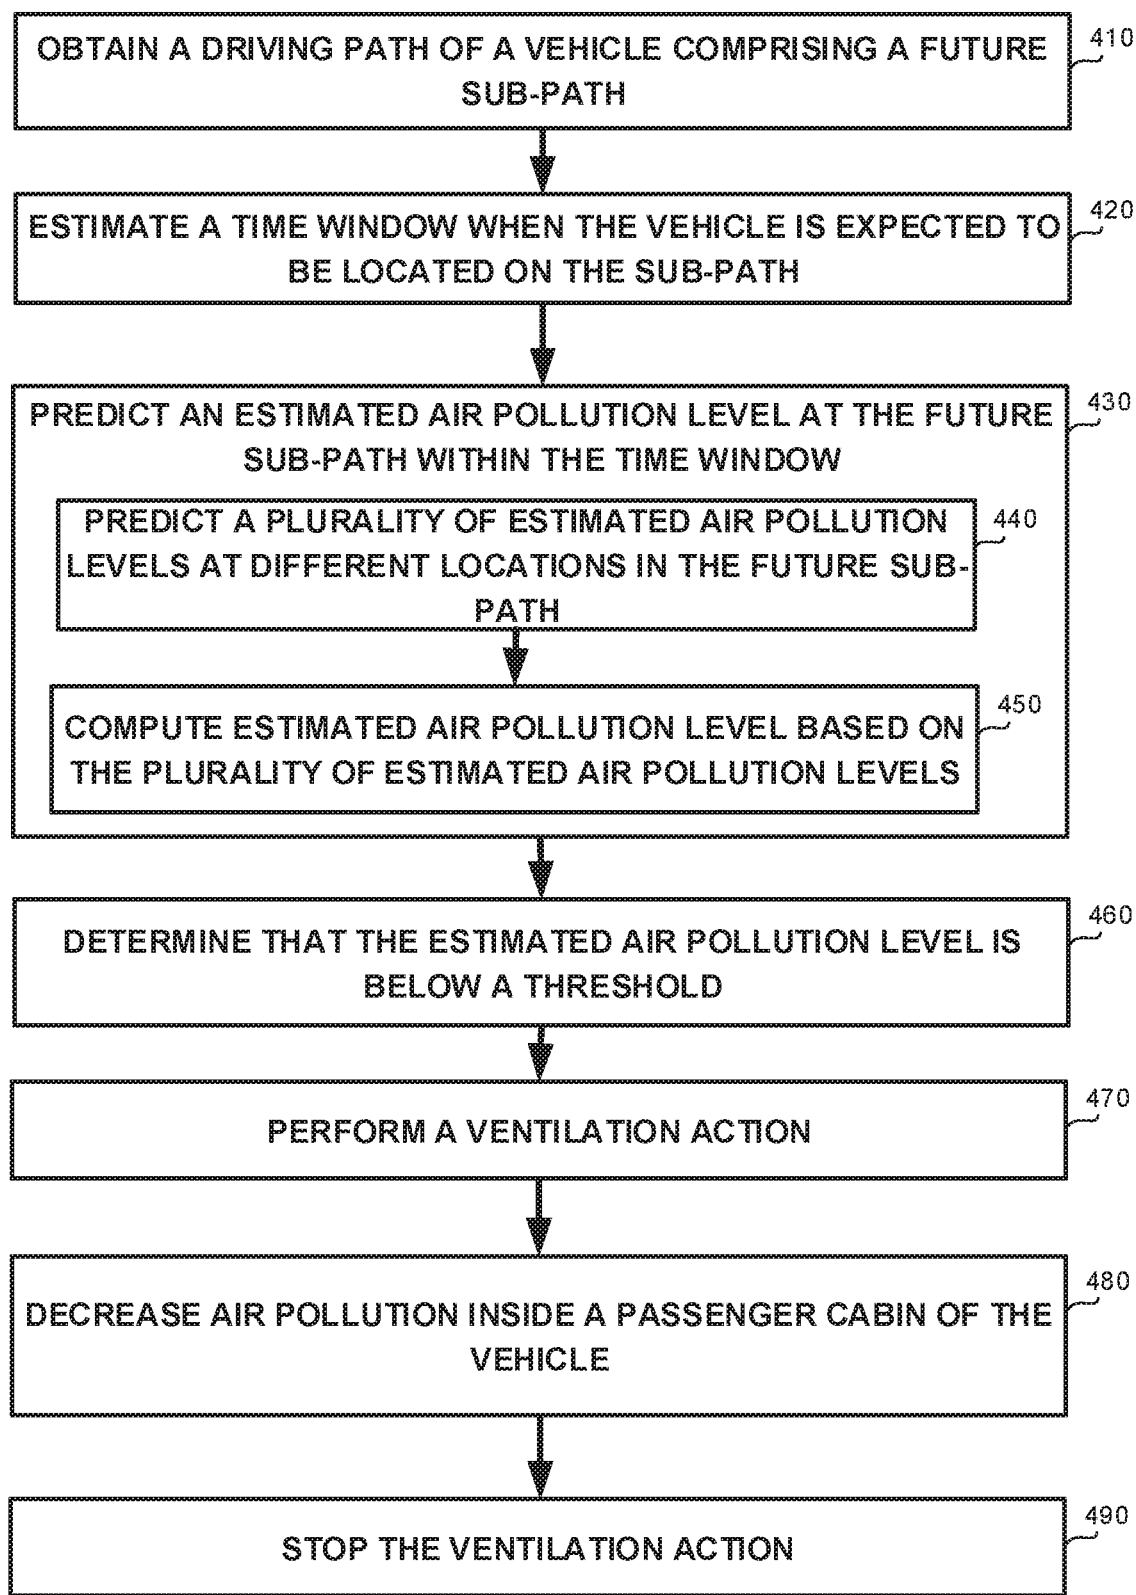 OBTAIN A DRIVING PATH OF A VEHICLE COMPRISING A FUTURE
SUB-PATH
410
ESTIMATE A TIME WINDOW WHEN THE VEHICLE IS EXPECTED TO
BE LOCATED ON THE SUB-PATH
420
PREDICT AN ESTIMATED AIR POLLUTION LEVEL AT THE FUTURE
SUB-PATH WITHIN THE TIME WINDOW
430
PREDICT A PLURALITY OF ESTIMATED AIR POLLUTION
LEVELS AT DIFFERENT LOCATIONS IN THE FUTURE SUB-
PATH
440
COMPUTE ESTIMATED AIR POLLUTION LEVEL BASED ON
THE PLURALITY OF ESTIMATED AIR POLLUTION LEVELS
450
DETERMINE THAT THE ESTIMATED AIR POLLUTION LEVEL IS
BELOW A THRESHOLD
460
PERFORM A VENTILATION ACTION
470
DECREASE AIR POLLUTION INSIDE A PASSENGER CABIN OF THE
VEHICLE
480
STOP THE VENTILATION ACTION
490